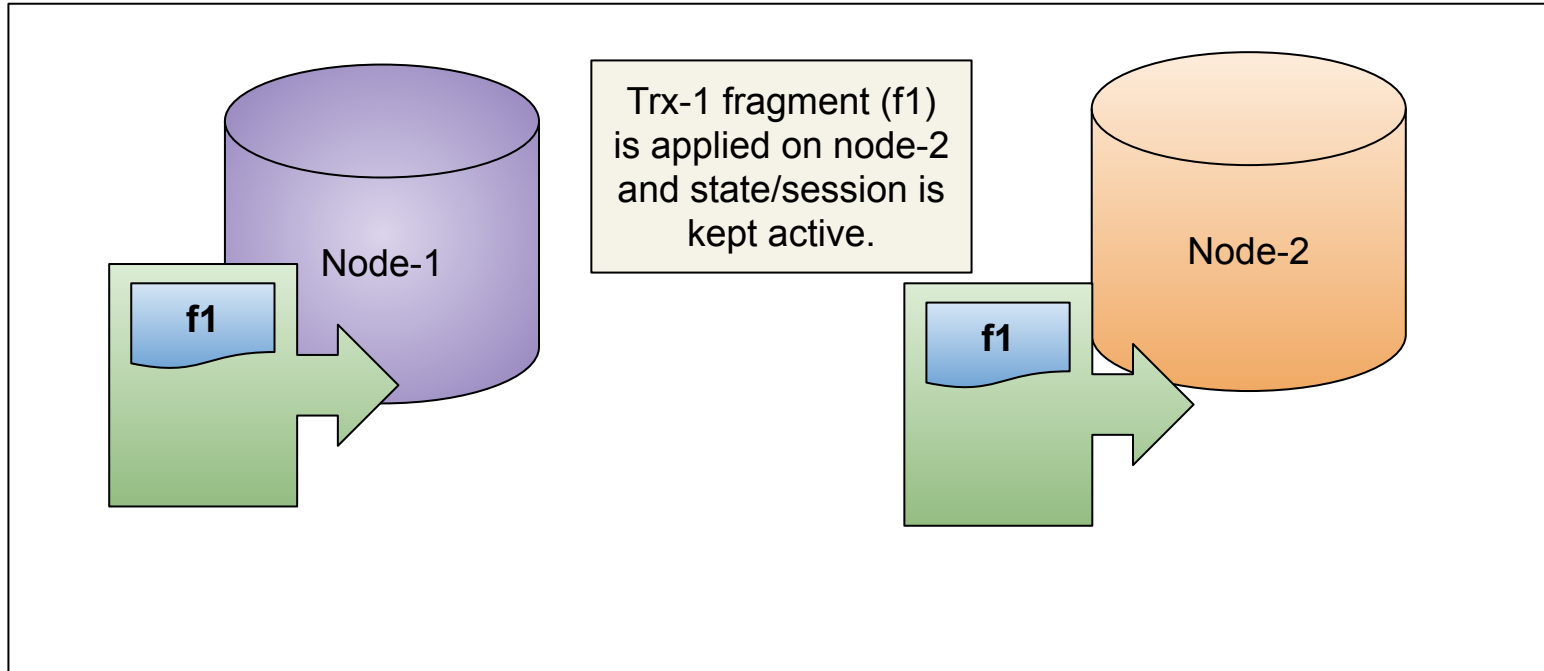 Trx-1 fragment (f1)
is applied on node-2
and state/session is
kept active.
Node-1
Node-2
f1
f1